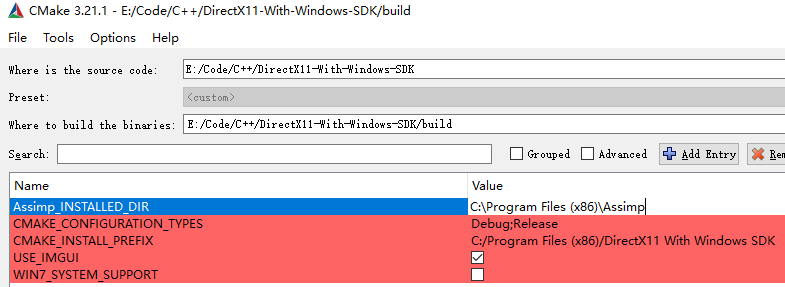 CMake 3.21.1 - E:/Code/C++/DirectX11-With-Windows-SDK/build
File Tools Options Help
Where is the source code: E:/Code/C++/DirectX11-With-Windows-SDK
Preset: <custom>
Where to build the binaries: E:/Code/C++/DirectX11-With-Windows-SDK/build
Search: Grouped Advanced Add Entry
Name Value
Assimp_INSTALLED_DIR C:\Program Files (x86)\Assimp
CMAKE_CONFIGURATION_TYPES Debug;Release
CMAKE_INSTALL_PREFIX C:/Program Files (x86)/DirectX11 With Windows SDK
USE_IMGUI
WIN7_SYSTEM_SUPPORT